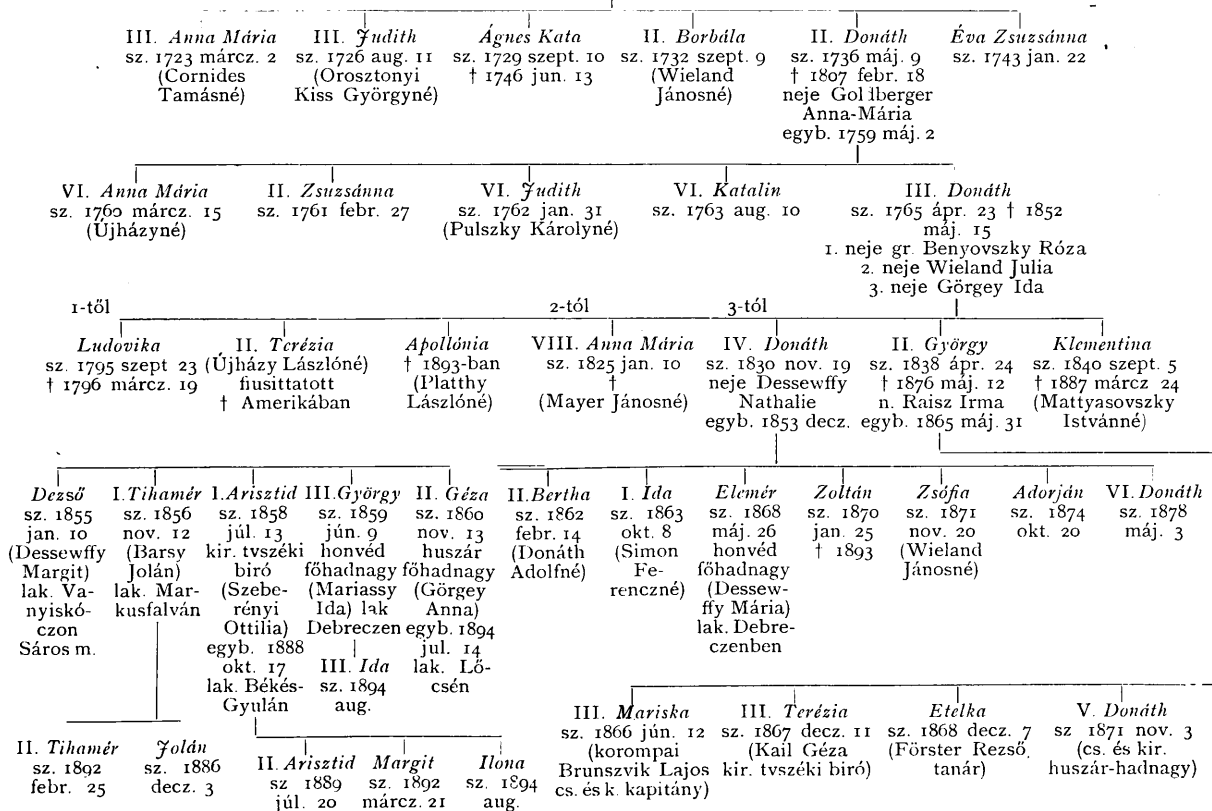 III. Anna Mária
sz. 1723 márcz. 2
(Cornides
Tamásné)
III. Judith
sz. 1726 aug. 11
(Orosztonyi
Kiss Györgyné)
Ágnes Kata
sz. 1729 szept. 10
† 1746 jun. 13
II. Borbála
sz. 1732 szept. 9
(Wieland
Jánosné)
II. Donáth
sz. 1736 máj. 9
† 1807 febr. 18
neje Goldberger
Anna-Mária
egyb. 1759 máj. 2
Éva Zsuzsánna
sz. 1743 jan. 22
VI. Anna Mária
sz. 1760 márcz. 15
(Újházyné)
II. Zsuzsánna
sz. 1761 febr. 27
VI. Judith
sz. 1762 jan. 31
(Pulszky Károlyné)
VI. Katalin
sz. 1763 aug. 10
III. Donáth
sz. 1765 ápr. 23 † 1852
máj. 15
1. neje gr. Benyovszky Róza
2. neje Wieland Julia
3. neje Görgey Ida
1-től
2-tól
3-tól
Ludovika
sz. 1795 szept 23
† 1796 márcz. 19
II. Terézia
(Újházy Lászlóné)
fiusittatott
† Amerikában
Apollónia
† 1893-ban
(Platthy
Lászlóné)
VIII. Anna Mária
sz. 1825 jan. 10
†
(Mayer Jánosné)
IV. Donáth
sz. 1830 nov. 19
neje Dessewffy
Nathalie
egyb. 1853 decz.
II. György
sz. 1838 ápr. 24
† 1876 máj. 12
n. Raisz Irma
egyb. 1865 máj. 31
Klementina
sz. 1840 szept. 5
† 1887 márcz 24
(Mattyasovszky
Istvánné)
Dezső
sz. 1855
jan. 10
(Dessewffy
Margit)
lak. Va-
nyiskó-
czon
Sáros m.
I. Tihamér
sz. 1856
nov. 12
(Barsy
Jolán)
lak. Mar-
kusfalván
I. Arisztid
sz. 1858
júl. 13
kir. tvszéki
biró
(Szebe-
rényi
Ottilia)
egyb. 1888
okt. 17
lak. Békés-
Gyulán
III. György
sz. 1859
jún. 9
honvéd
főhadnagy
(Mariassy
Ida) lak
Debreczen
III. Ida
sz. 1894
aug.
II. Géza
sz. 1860
nov. 13
huszár
főhadnagy
(Görgey
Anna)
egyb. 1894
jul. 14
lak. Lő-
csén
II. Bertha
sz. 1862
febr. 14
(Donáth
Adolfné)
I. Ida
sz. 1863
okt. 8
(Simon
Fe-
renczné)
Elemér
sz. 1868
máj. 26
honvéd
főhadnagy
(Dessew-
ffy Mária)
lak. Debre-
czenben
Zoltán
sz. 1870
jan. 25
† 1893
Zsófia
sz. 1871
nov. 20
(Wieland
Jánosné)
Adorján
sz. 1874
okt. 20
VI. Donáth
sz. 1878
máj. 3
II. Tihamér
sz. 1892
febr. 25
Jolán
sz. 1886
decz. 3
II. Arisztid
sz 1889
júl. 20
Margit
sz. 1892
márcz. 21
Ilona
sz. 1894
aug.
III. Mariska
sz. 1866 jún. 12
(korompai
Brunszvik Lajos
cs. és k. kapitány)
III. Terézia
sz. 1867 decz. 11
(Kail Géza
kir. tvszéki biró)
Etelka
sz. 1868 decz. 7
(Förster Rezső,
tanár)
V. Donáth
sz 1871 nov. 3
(cs. és kir.
huszár-hadnagy)